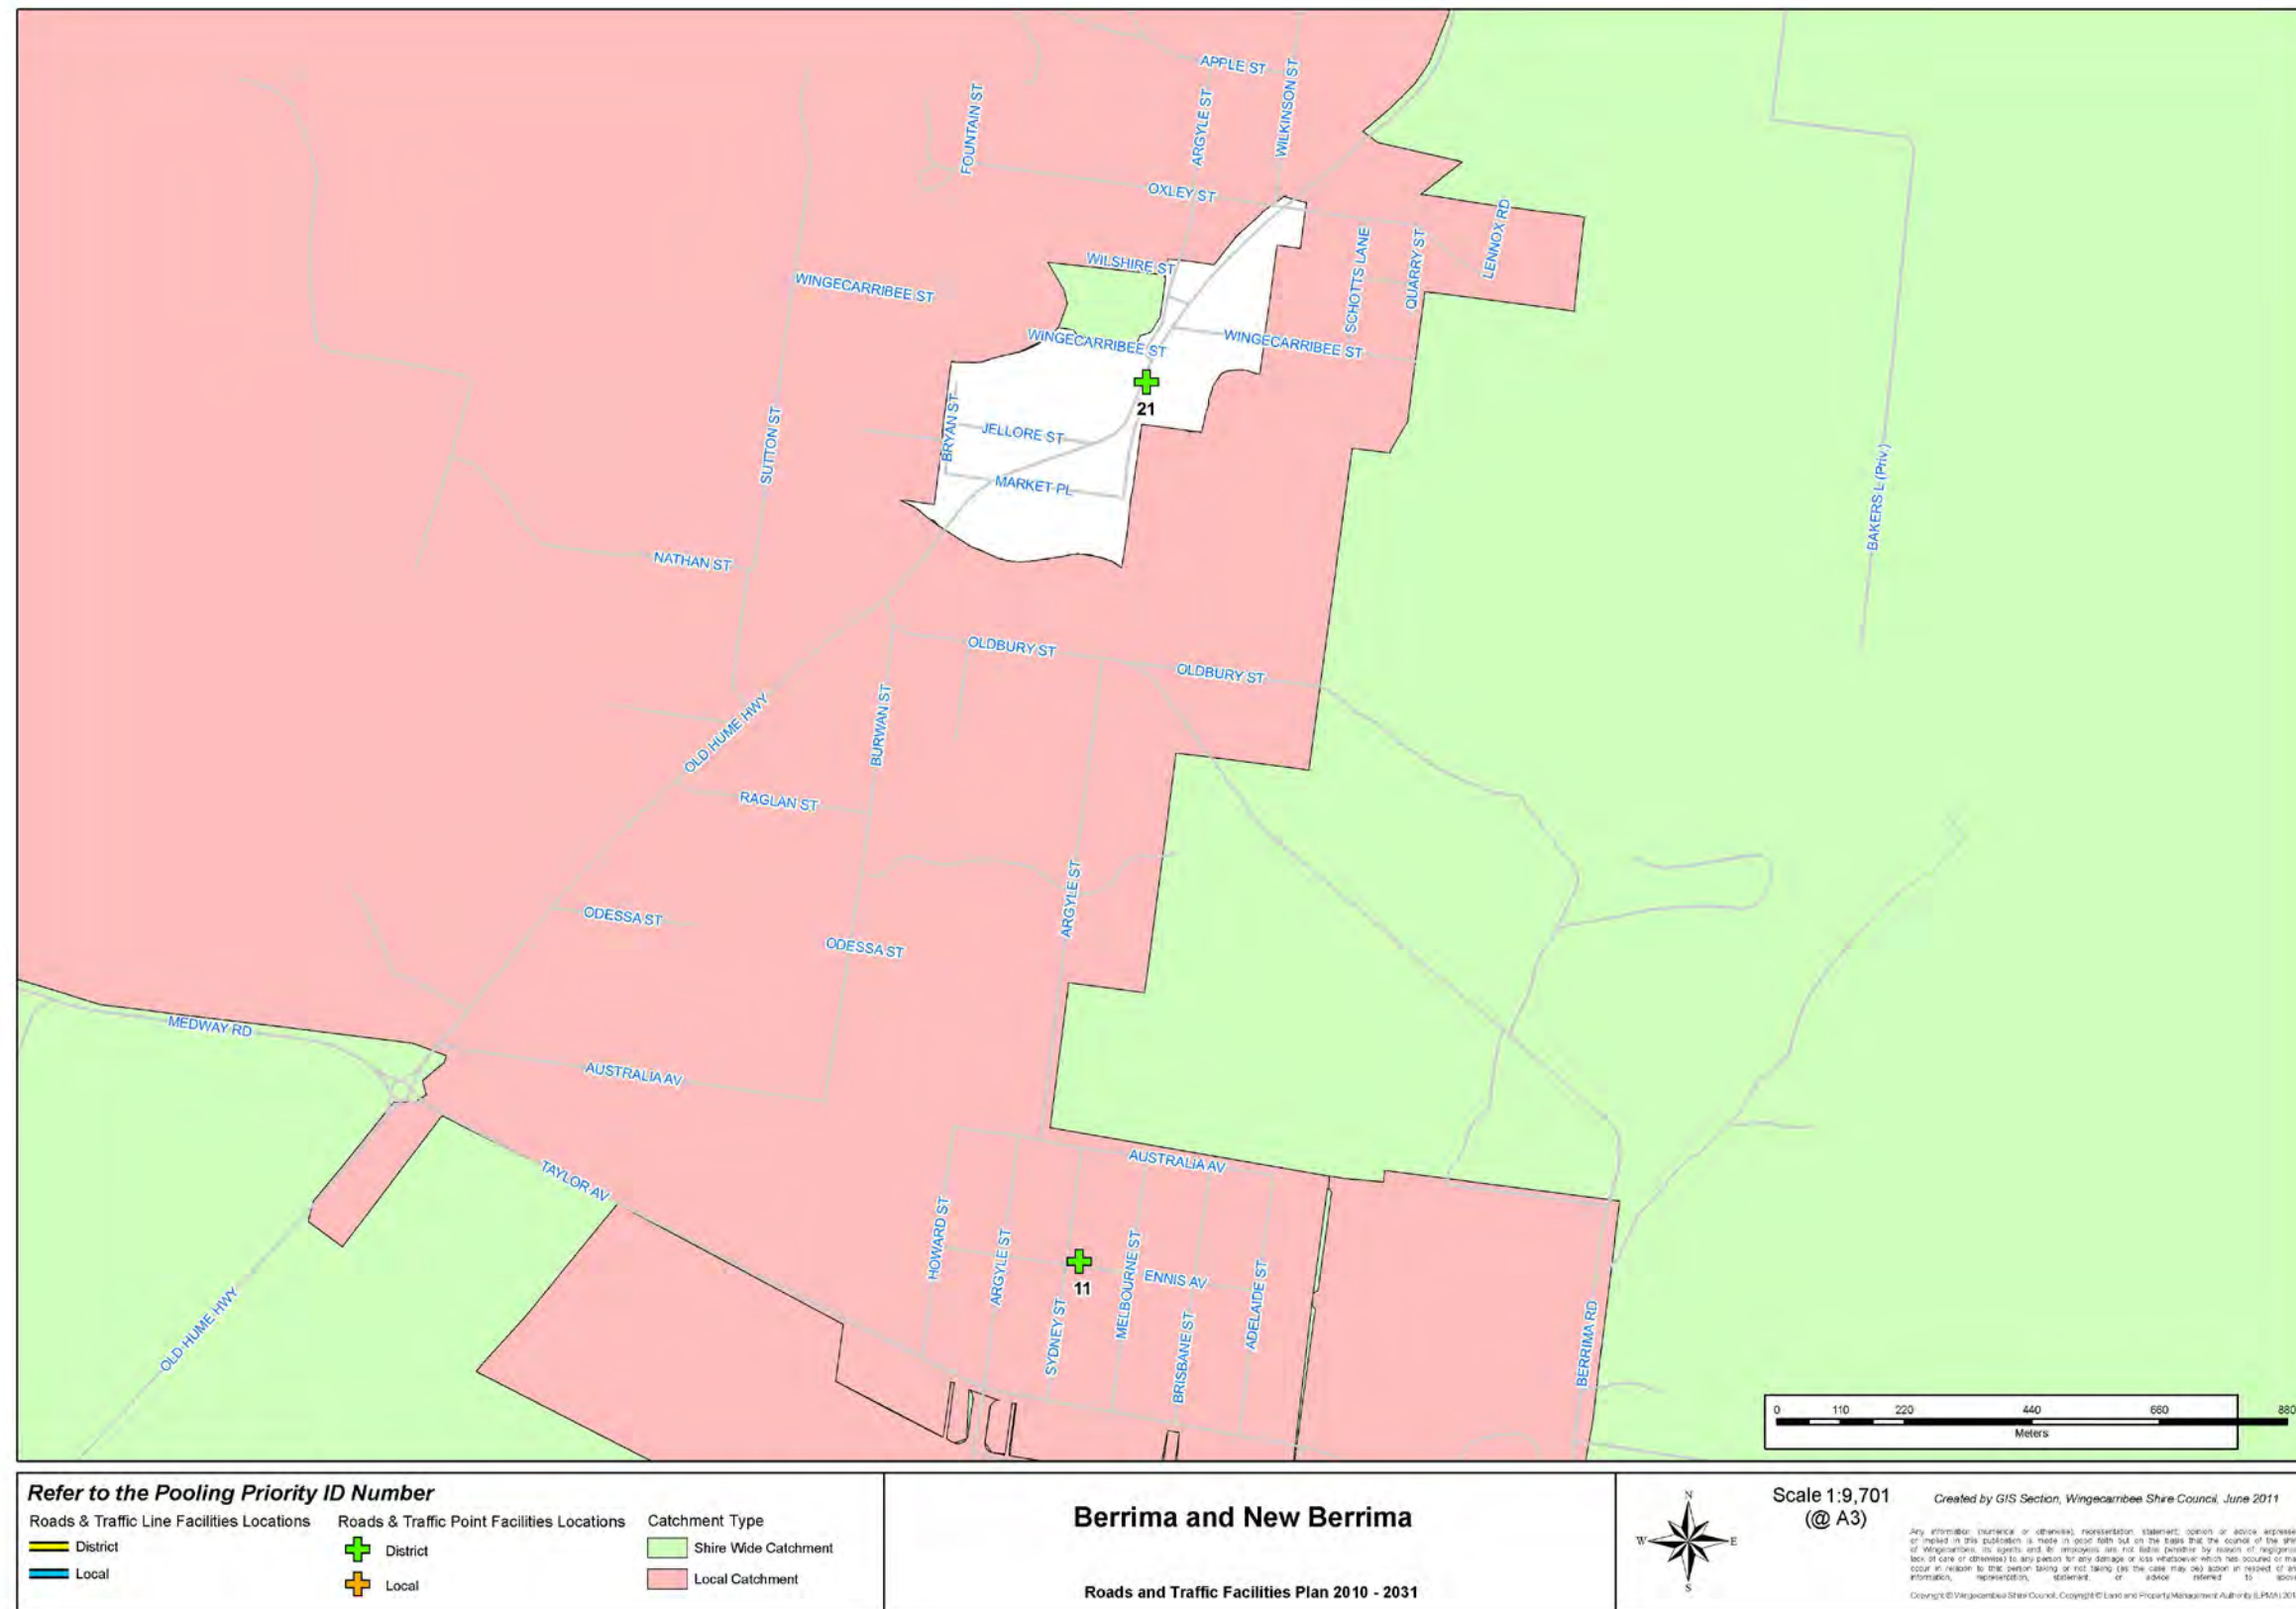 APPLE ST
FOUNTAIN ST
ARGYLE ST
WILKINSON ST
OXLEY ST
LENNOX RD
SCHOTTS LANE
QUARRY ST
WILSHIRE ST
WINGECARRIBEE ST
WINGECARRIBEE ST
WINGECARRIBEE ST
21
BRYAN ST
JELLORE ST
SUTTON ST
MARKET PL
BAKERS L (Priv.)
NATHAN ST
OLDBURY ST
OLDBURY ST
OLD HUME HWY
BURWAN ST
RAGLAN ST
ARGYLE ST
ODESSA ST
ODESSA ST
MEDWAY RD
AUSTRALIA AV
TAYLOR AV
AUSTRALIA AV
HOWARD ST
ARGYLE ST
11
SYDNEY ST
MELBOURNE ST
ENNIS AV
BRISBANE ST
ADELAIDE ST
BERRIMA RD
OLD HUME HWY
0 110 220 440 660 880
Meters
Refer to the Pooling Priority ID Number
Roads & Traffic Line Facilities Locations
District
Local
Roads & Traffic Point Facilities Locations
District
Local
Catchment Type
Shire Wide Catchment
Local Catchment
Berrima and New Berrima
Roads and Traffic Facilities Plan 2010 - 2031
N
W E
S
Scale 1:9,701
(@ A3)
Created by GIS Section, Wingecarribee Shire Council, June 2011